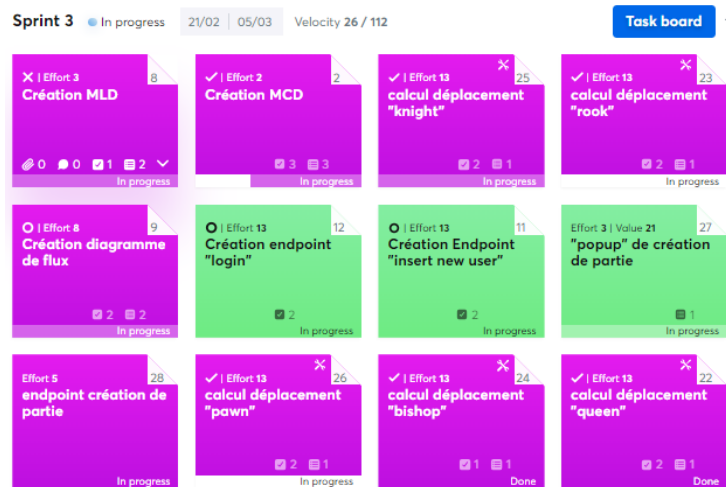 Sprint 3 In progress 21/02 05/03 Velocity 26 / 112 Task board
| Effort 3 8
Création MLD
0 0 1 2
In progress
| Effort 2 2
Création MCD
3 3
In progress
| Effort 13 25
calcul déplacement
"knight"
2 1
In progress
| Effort 13 23
calcul déplacement
"rook"
2 1
In progress
| Effort 8 9
Création diagramme
de flux
2 2
In progress
| Effort 13 12
Création endpoint
"login"
2
In progress
| Effort 13 11
Création Endpoint
"insert new user"
2
In progress
Effort 3 | Value 21 27
"popup" de création
de partie
1
In progress
Effort 5 28
endpoint création de
partie
In progress
| Effort 13 26
calcul déplacement
"pawn"
2 1
In progress
| Effort 13 24
calcul déplacement
"bishop"
1 1
Done
| Effort 13 22
calcul déplacement
"queen"
2 1
Done